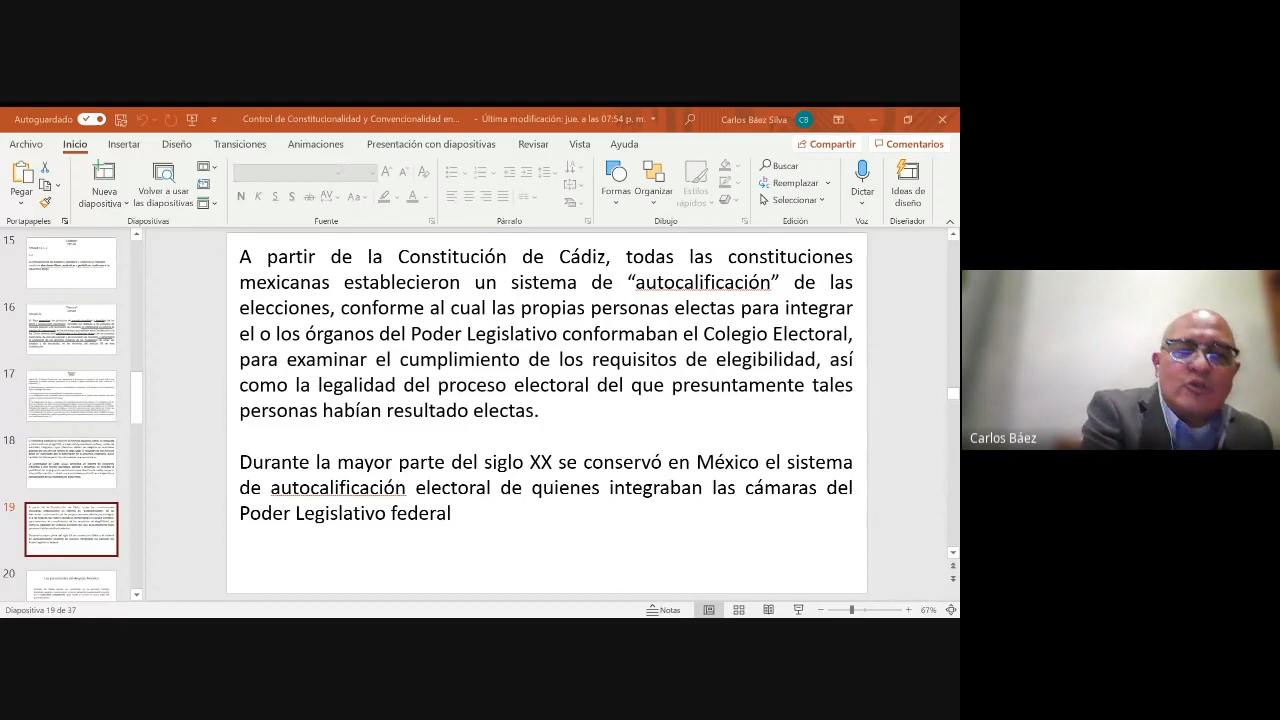 Autoguardado
Control de Constitucionalidad y Convencionalidad en... - Última modificación: jue. a las 07:54 p. m.
Carlos Báez Silva CB
Archivo Inicio Insertar Diseño Transiciones Animaciones Presentación con diapositivas Revisar Vista Ayuda Compartir Comentarios
Pegar
Nueva diapositiva
Volver a usar las diapositivas
N K S ab AV Aa A
Formas Organizar Estilos rápidos
Buscar
Reemplazar
Seleccionar
Dictar
Ideas de diseño
Portapapeles Diapositivas Fuente Párrafo Dibujo Edición Voz Diseñador
15
16
17
18
19
20
A partir de la Constitución de Cádiz, todas las constituciones
mexicanas establecieron un sistema de “autocalificación” de las
elecciones, conforme al cual las propias personas electas para integrar
a los órganos del Poder Legislativo conformaban el Colegio Electoral,
para examinar el cumplimiento de los requisitos de elegibilidad, así
como la legalidad del proceso electoral del que presuntamente tales
personas habían resultado electas.
Durante la mayor parte del siglo XX se conservó en México el sistema
de autocalificación electoral de quienes integraban las cámaras del
Poder Legislativo federal
Diapositiva 19 de 37
Notas
67%
Carlos Báez